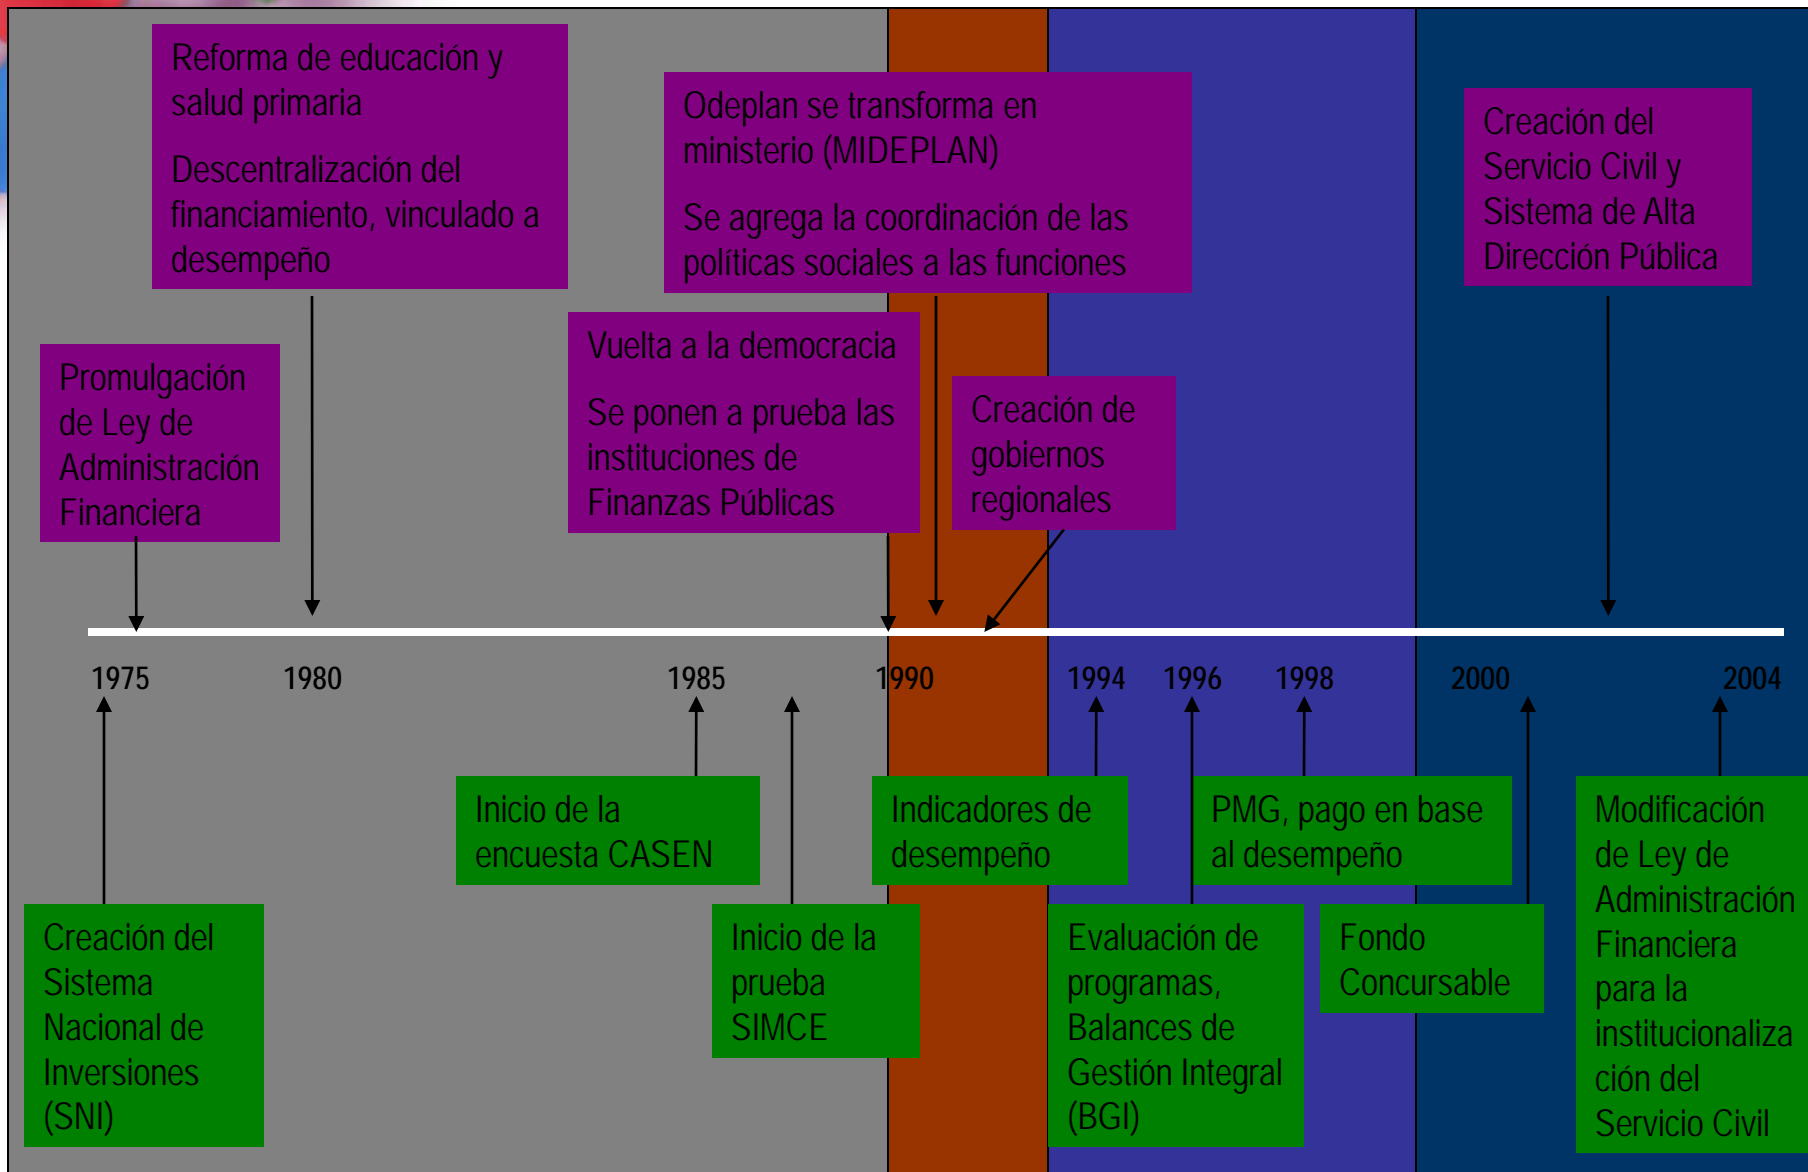 Reforma de educación y
salud primaria
Descentralización del
financiamiento, vinculado a
desempeño
Odeplan se transforma en
ministerio (MIDEPLAN)
Se agrega la coordinación de las
políticas sociales a las funciones
Creación del
Servicio Civil y
Sistema de Alta
Dirección Pública
Promulgación
de Ley de
Administración
Financiera
Vuelta a la democracia
Se ponen a prueba las
instituciones de
Finanzas Públicas
Creación de
gobiernos
regionales
1975 1980 1985 1990 1994 1996 1998 2000 2004
Inicio de la
encuesta CASEN
Indicadores de
desempeño
PMG, pago en base
al desempeño
Modificación
de Ley de
Administración
Financiera
para la
institucionaliza
ción del
Servicio Civil
Creación del
Sistema
Nacional de
Inversiones
(SNI)
Inicio de la
prueba
SIMCE
Evaluación de
programas,
Balances de
Gestión Integral
(BGI)
Fondo
Concursable